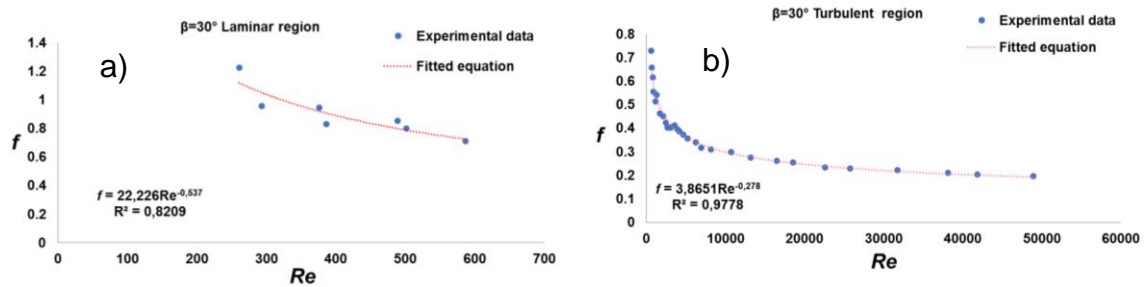 a)
β=30° Laminar region
Experimental data
Fitted equation
1.4
1.2
1
0.8
0.6
0.4
0.2
0
f
f = 22,226Re^-0,537
R² = 0,8209
0 100 200 300 400 500 600 700
Re
b)
β=30° Turbulent region
Experimental data
Fitted equation
0.8
0.7
0.6
0.5
0.4
0.3
0.2
0.1
0
f
f = 3,8651Re^-0,278
R² = 0,9778
0 10000 20000 30000 40000 50000 60000
Re